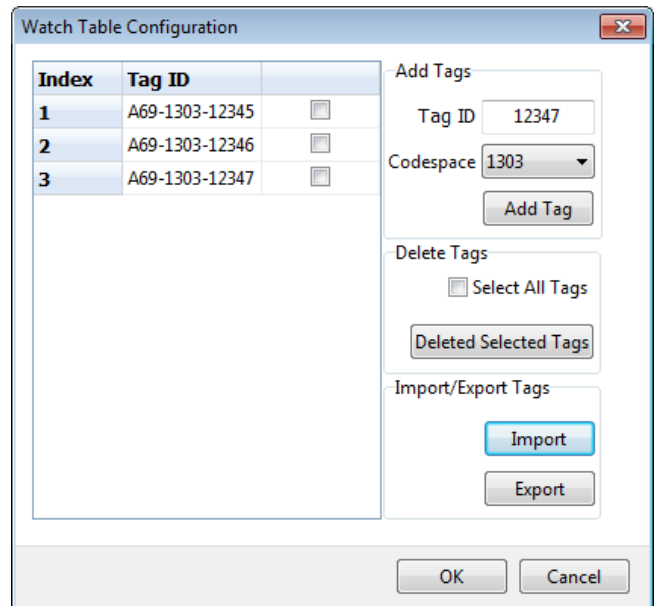 Watch Table Configuration
Index Tag ID
1 A69-1303-12345
2 A69-1303-12346
3 A69-1303-12347
Add Tags
Tag ID 12347
Codespace 1303
Add Tag
Delete Tags
Select All Tags
Deleted Selected Tags
Import/Export Tags
Import
Export
OK Cancel